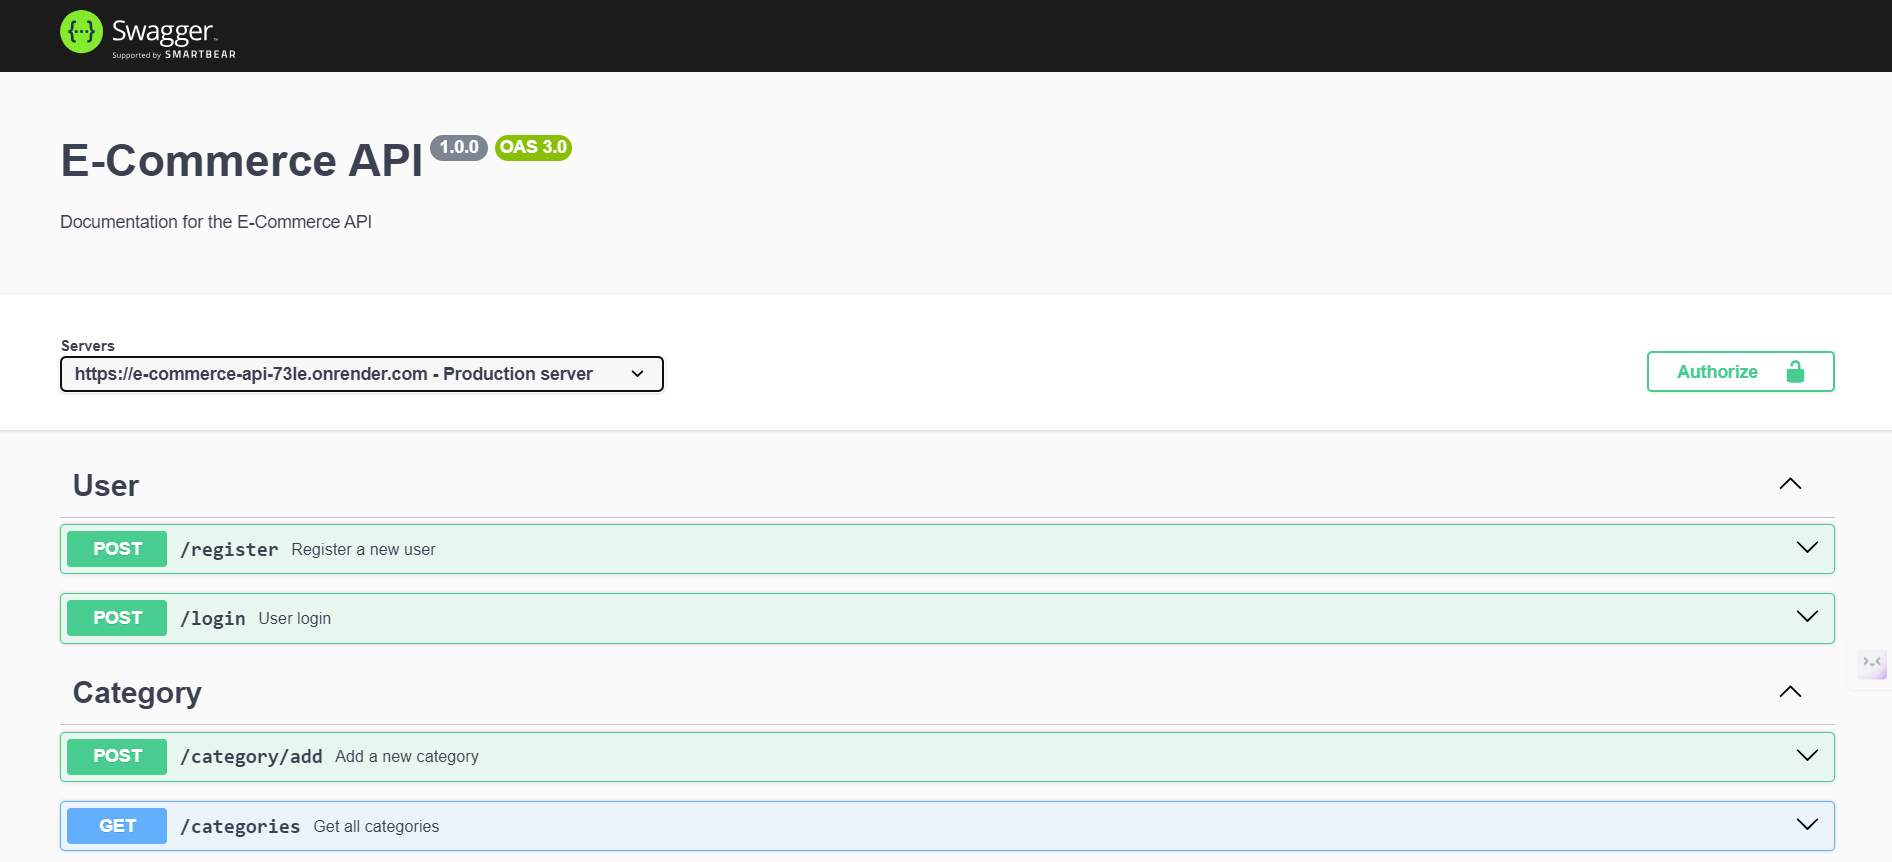 {···} Swagger™
Supported by SMARTBEAR
E-Commerce API 1.0.0 OAS 3.0
Documentation for the E-Commerce API
Servers
https://e-commerce-api-73le.onrender.com - Production server
Authorize
User
POST /register Register a new user
POST /login User login
Category
POST /category/add Add a new category
GET /categories Get all categories